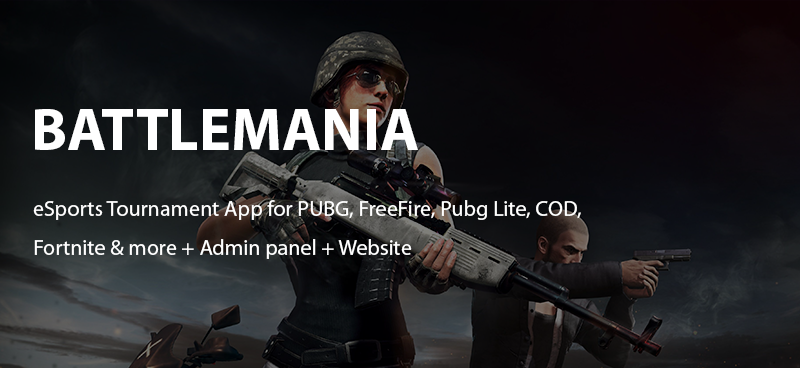 BATTLEMANIA
eSports Tournament App for PUBG, FreeFire, Pubg Lite, COD,
Fortnite & more + Admin panel + Website